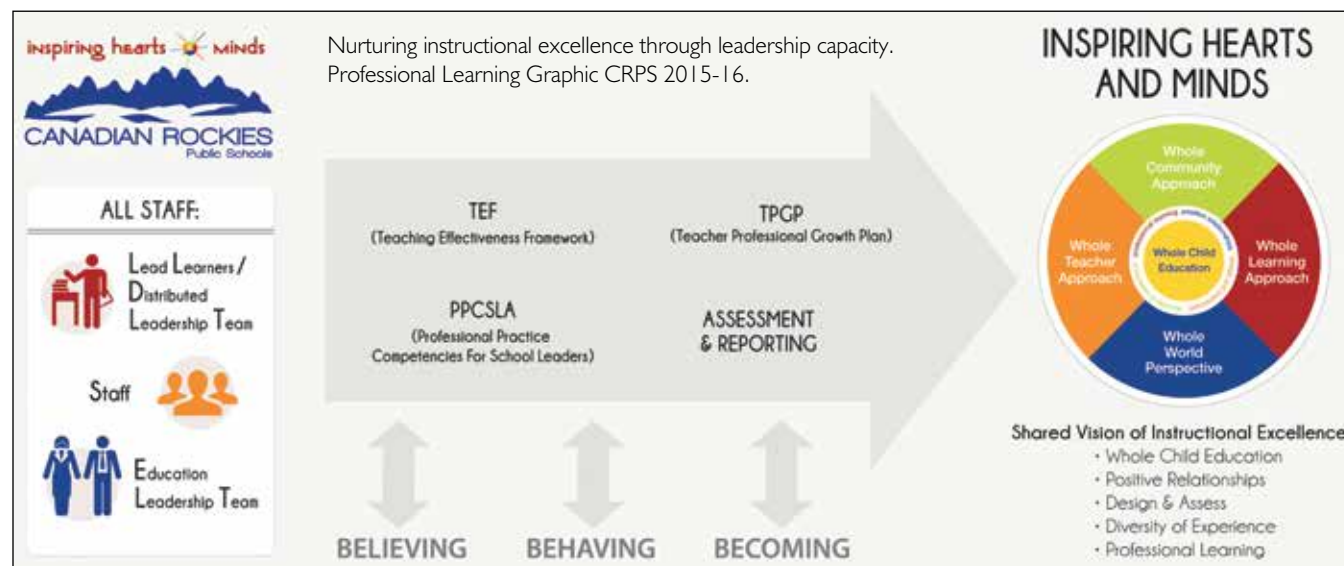 inspiring hearts minds
CANADIAN ROCKIES
Public Schools
Nurturing instructional excellence through leadership capacity.
Professional Learning Graphic CRPS 2015-16.
ALL STAFF:
Lead Learners /
Distributed
Leadership Team
Staff
Education
Leadership Team
TEF
(Teaching Effectiveness Framework)
TPGP
(Teacher Professional Growth Plan)
PPCSLA
(Professional Practice
Competencies For School Leaders)
ASSESSMENT
& REPORTING
BELIEVING
BEHAVING
BECOMING
INSPIRING HEARTS
AND MINDS
Whole
Community
Approach
Whole
Teacher
Approach
Whole Child
Education
Whole
Learning
Approach
Whole
World
Perspective
Shared Vision of Instructional Excellence
• Whole Child Education
• Positive Relationships
• Design & Assess
• Diversity of Experience
• Professional Learning